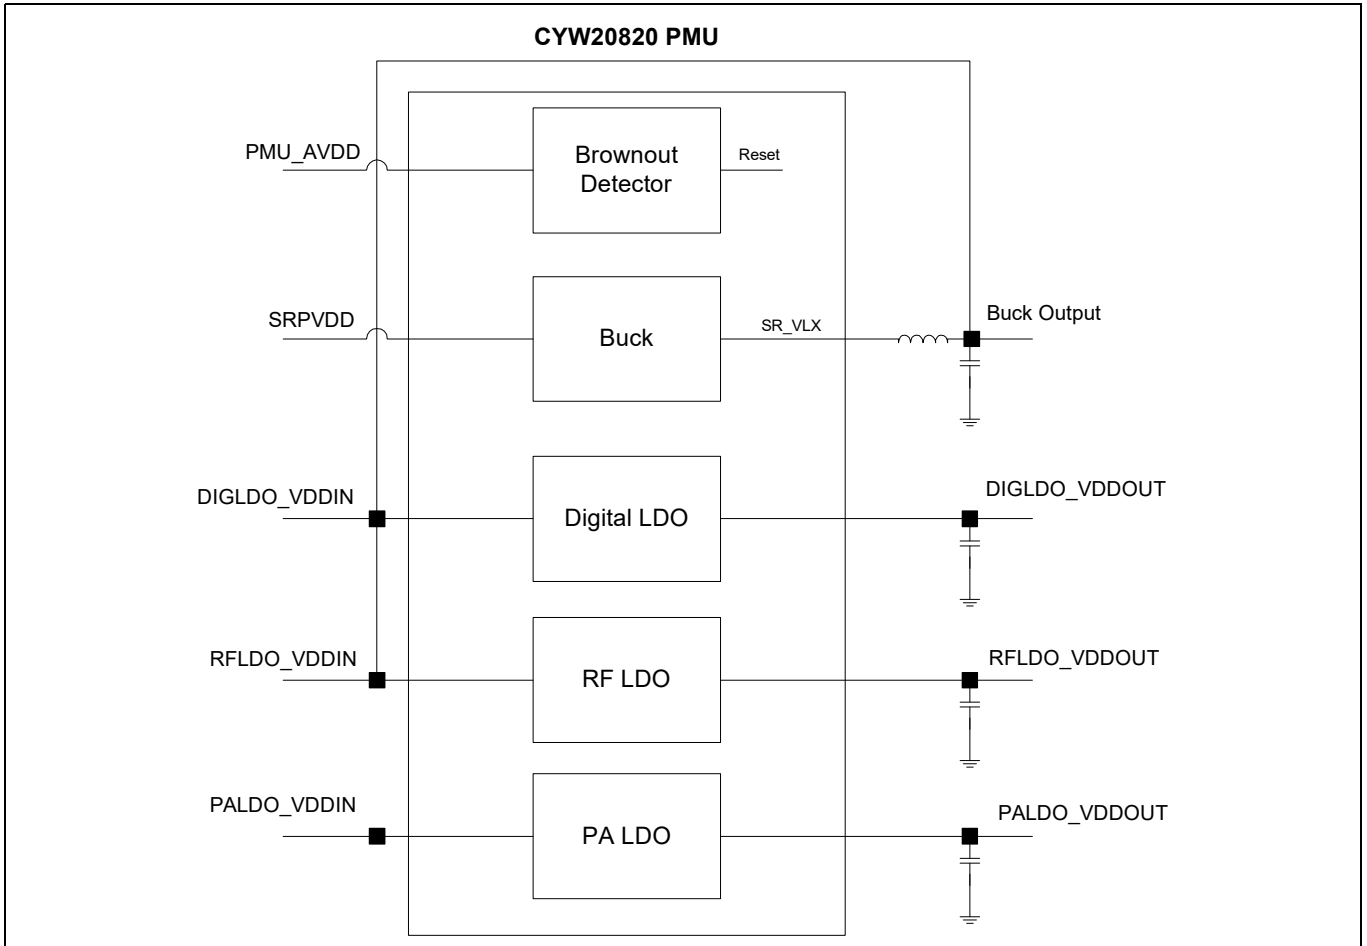 CYW20820 PMU
PMU_AVDD
Brownout
Detector
Reset
SRPVDD
Buck
SR_VLX
Buck Output
DIGLDO_VDDIN
Digital LDO
DIGLDO_VDDOUT
RFLDO_VDDIN
RF LDO
RFLDO_VDDOUT
PALDO_VDDIN
PA LDO
PALDO_VDDOUT